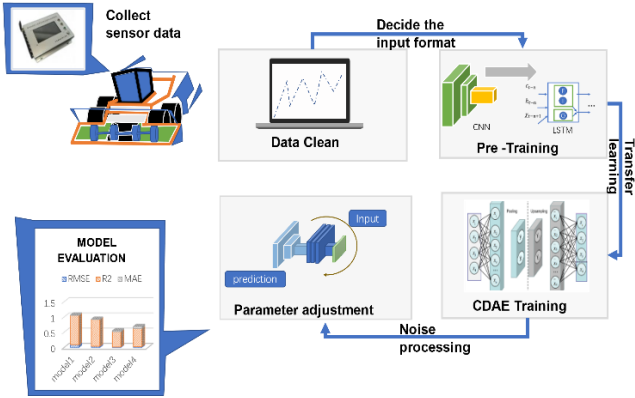 Collect
sensor data
Decide the
input format
Data Clean
CNN
LSTM
...
Pre -Training
Transfer
learning
CDAE Training
Noise
processing
Input
prediction
Parameter adjustment
MODEL
EVALUATION
RMSE R2 MAE
1.5
1
0.5
0
model1
model2
model3
model4